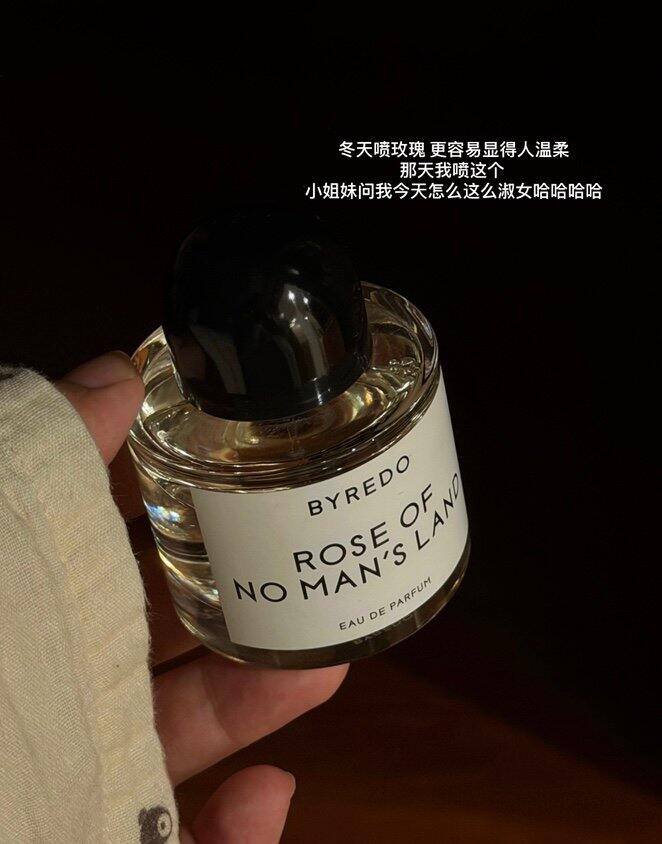 冬天喷玫瑰 更容易显得人温柔
那天我喷这个
小姐妹问我今天怎么这么淑女哈哈哈哈
BYREDO
ROSE OF
NO MAN'S LAND
EAU DE PARFUM